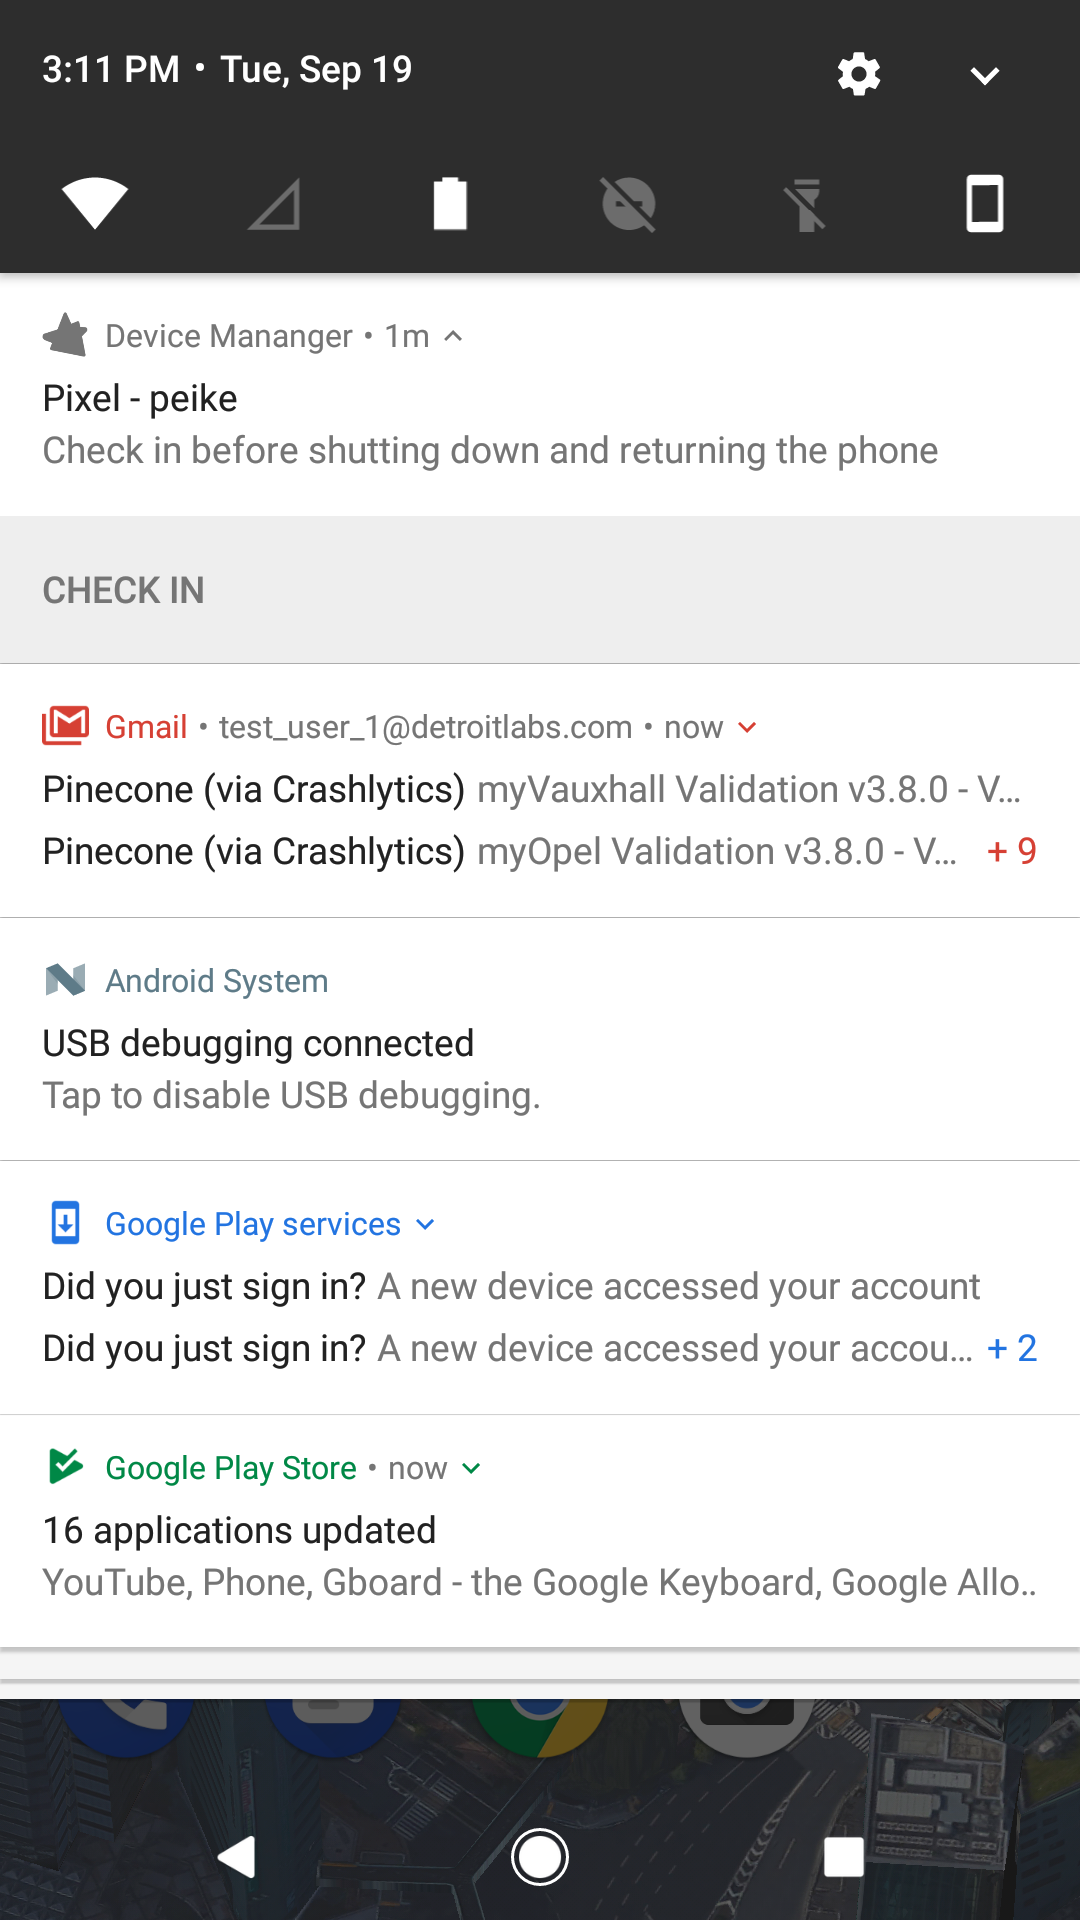 3:11 PM • Tue, Sep 19
Device Mananger • 1m
Pixel - peike
Check in before shutting down and returning the phone
CHECK IN
Gmail • test_user_1@detroitlabs.com • now
Pinecone (via Crashlytics) myVauxhall Validation v3.8.0 - V...
Pinecone (via Crashlytics) myOpel Validation v3.8.0 - V... + 9
Android System
USB debugging connected
Tap to disable USB debugging.
Google Play services
Did you just sign in? A new device accessed your account
Did you just sign in? A new device accessed your accou... + 2
Google Play Store • now
16 applications updated
YouTube, Phone, Gboard - the Google Keyboard, Google Allo..